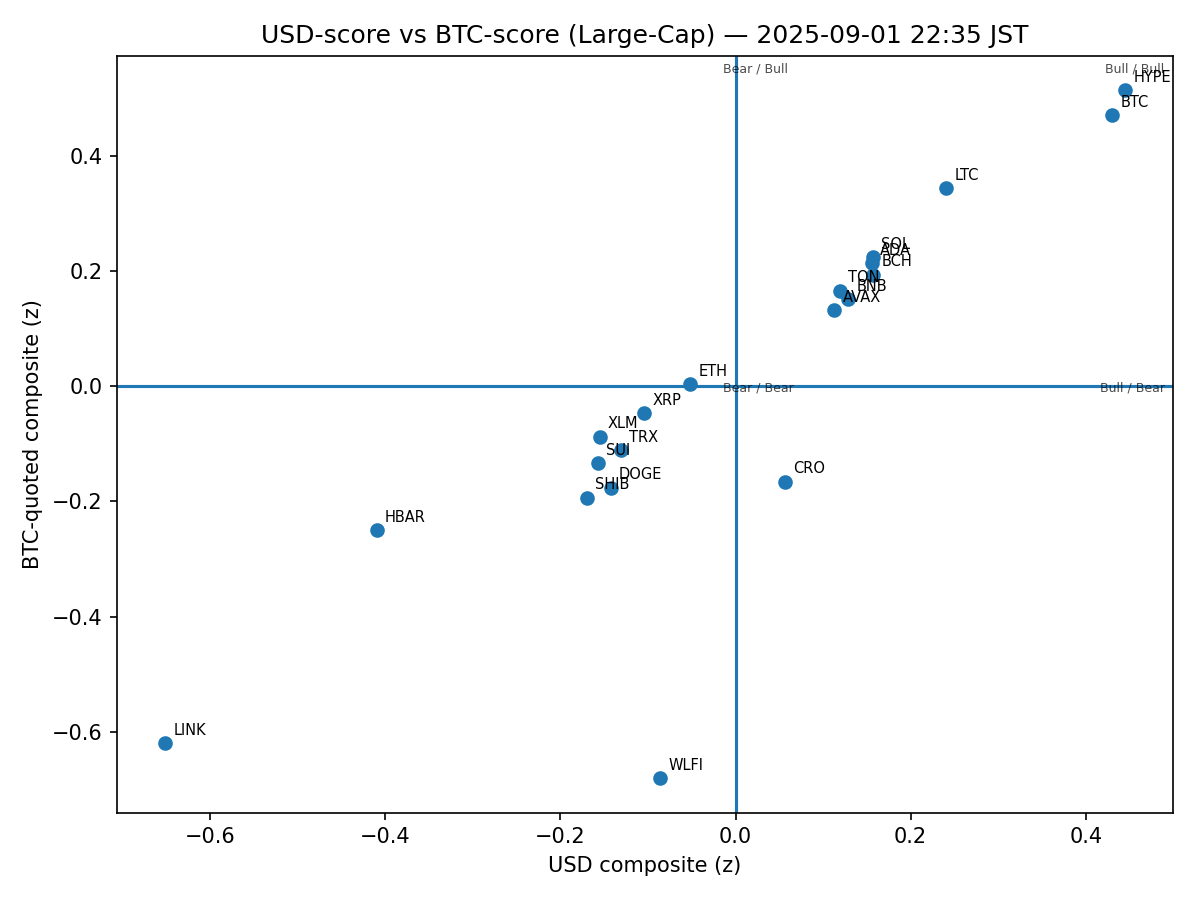 USD-score vs BTC-score (Large-Cap) — 2025-09-01 22:35 JST
Bear / Bull
Bull / Bull
HYPE
BTC
LTC
SOL
ADA
BCH
TON
BNB
AVAX
ETH
Bear / Bear
Bull / Bear
XRP
XLM
TRX
SUI
CRO
DOGE
SHIB
HBAR
LINK
WLFI
0.4
0.2
0.0
−0.2
−0.4
−0.6
BTC-quoted composite (z)
−0.6
−0.4
−0.2
0.0
0.2
0.4
USD composite (z)